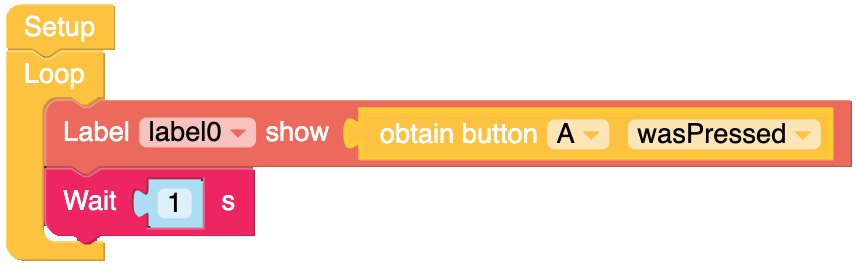 Setup
Loop
Label label0 show obtain button A wasPressed
Wait 1 s